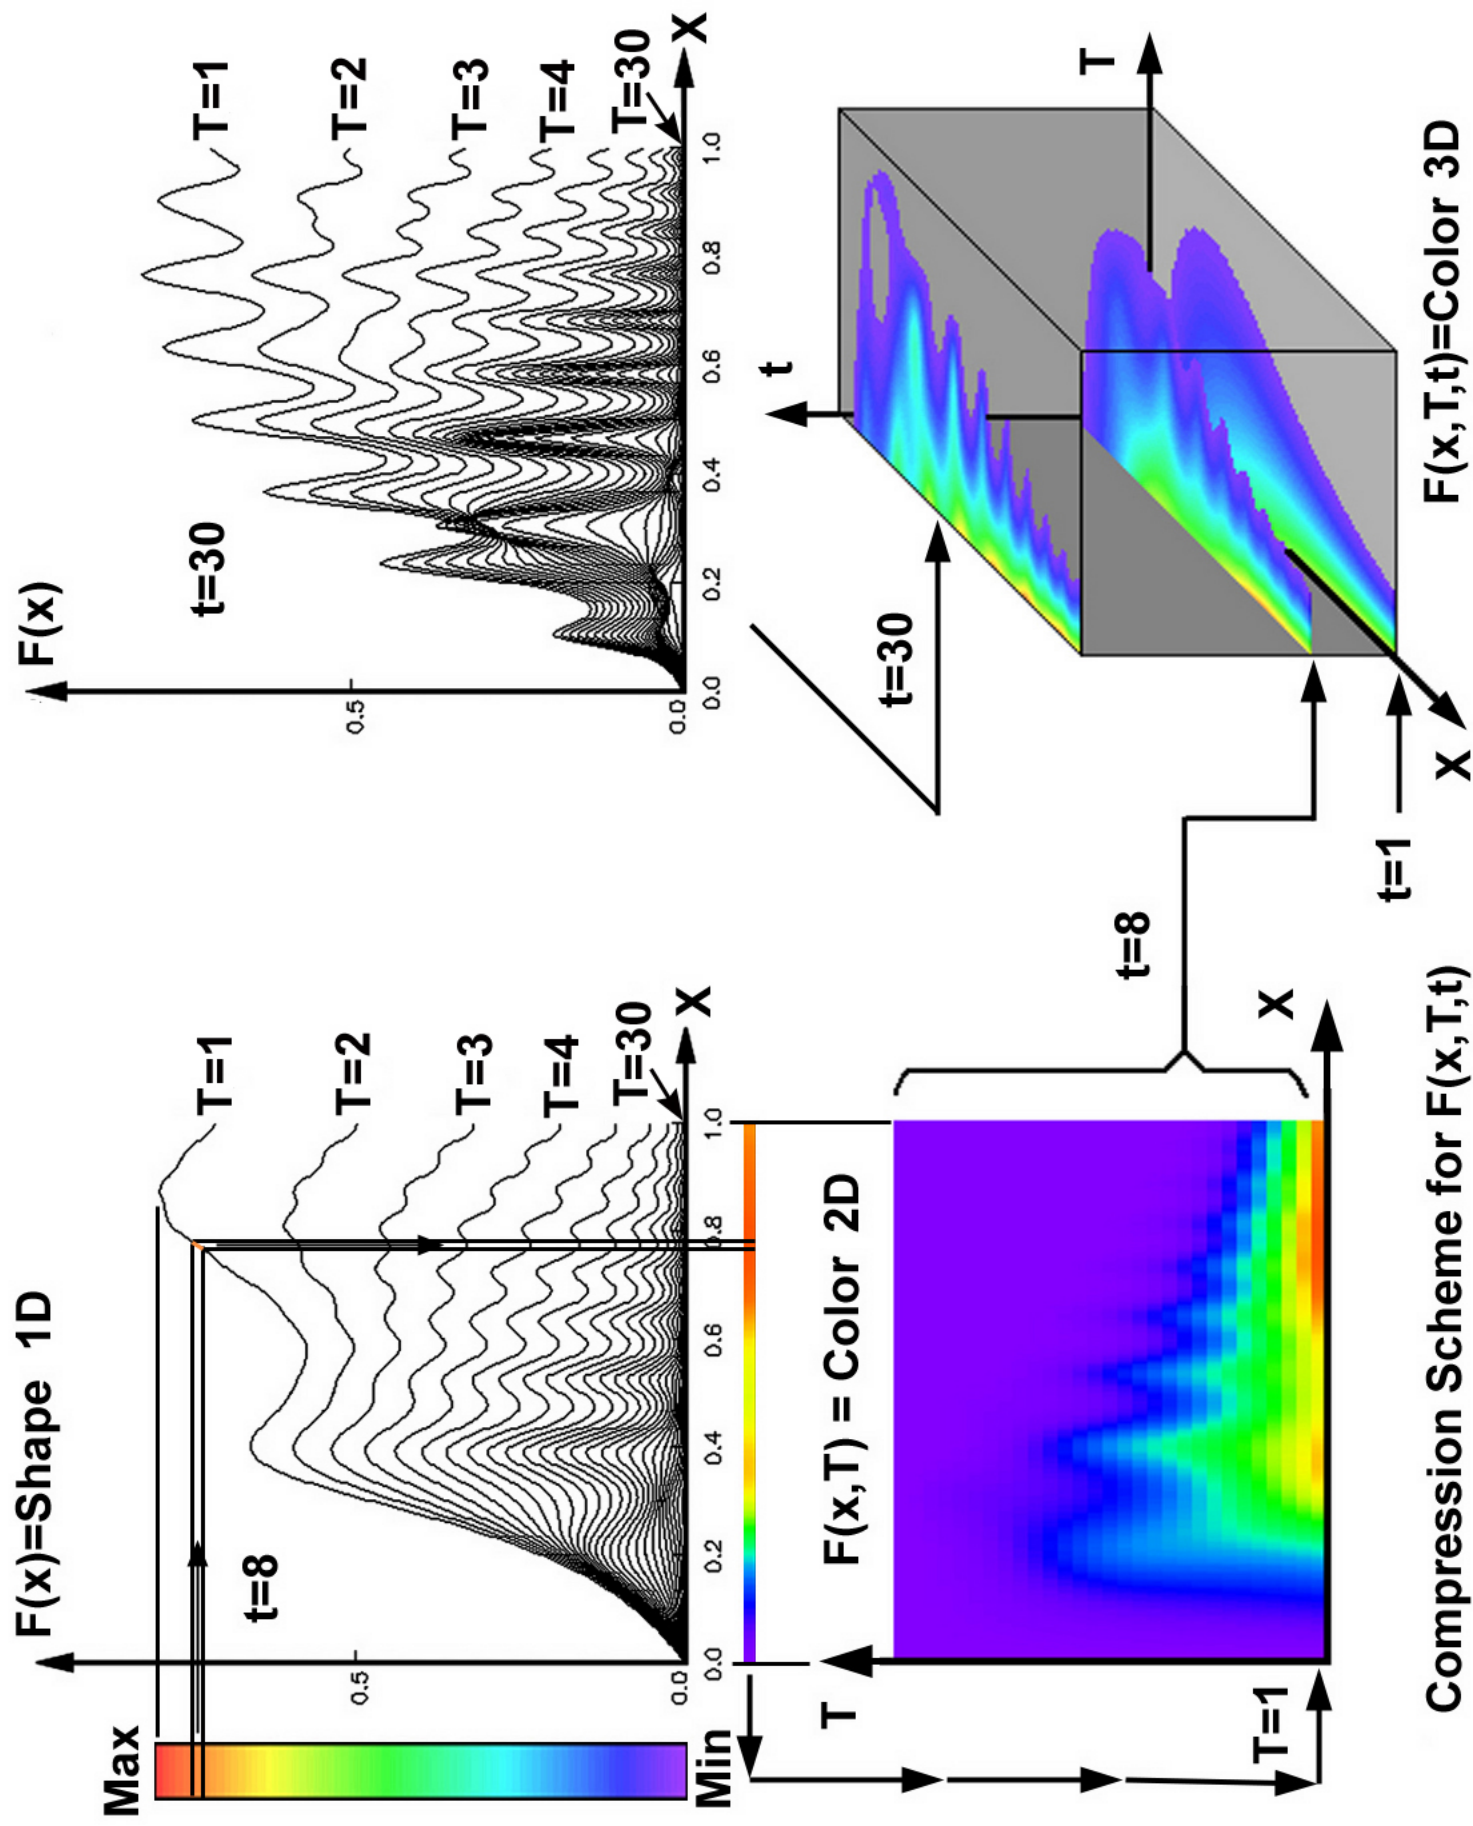 F(x)=Shape 1D
Max
Min
t=8
T=1
T=2
T=3
T=4
T=30
X
0.5
0.0
0.0
0.2
0.4
0.6
0.8
1.0
F(x)
t=30
T=1
T=2
T=3
T=4
T=30
X
0.5
0.0
0.0
0.2
0.4
0.6
0.8
1.0
F(x,T) = Color 2D
T
T=1
X
t=8
t=30
t=1
t
T
X
Compression Scheme for F(x,T,t)
F(x,T,t)=Color 3D